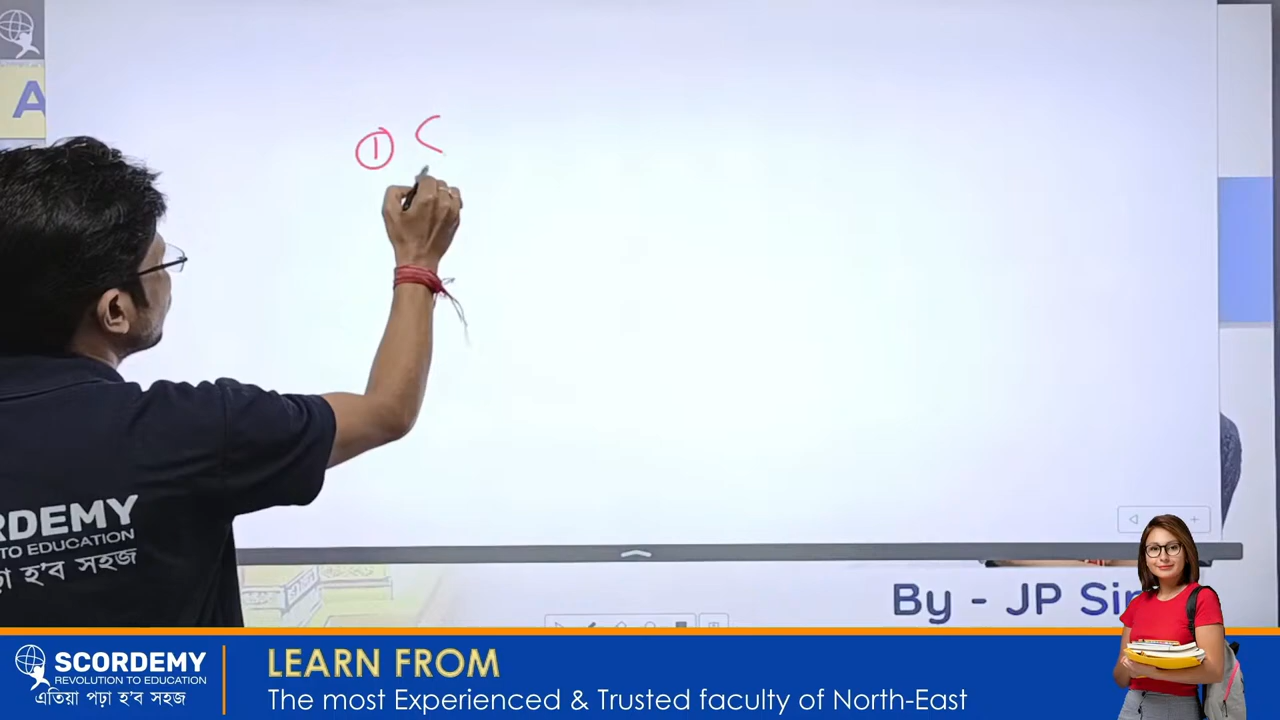 A
① C
RDEMY
TO EDUCATION
়া হ'ব সহজ
By - JP Sin
SCORDEMY
REVOLUTION TO EDUCATION
এতিয়া পঢ়া হ'ব সহজ
LEARN FROM
The most Experienced & Trusted faculty of North-East